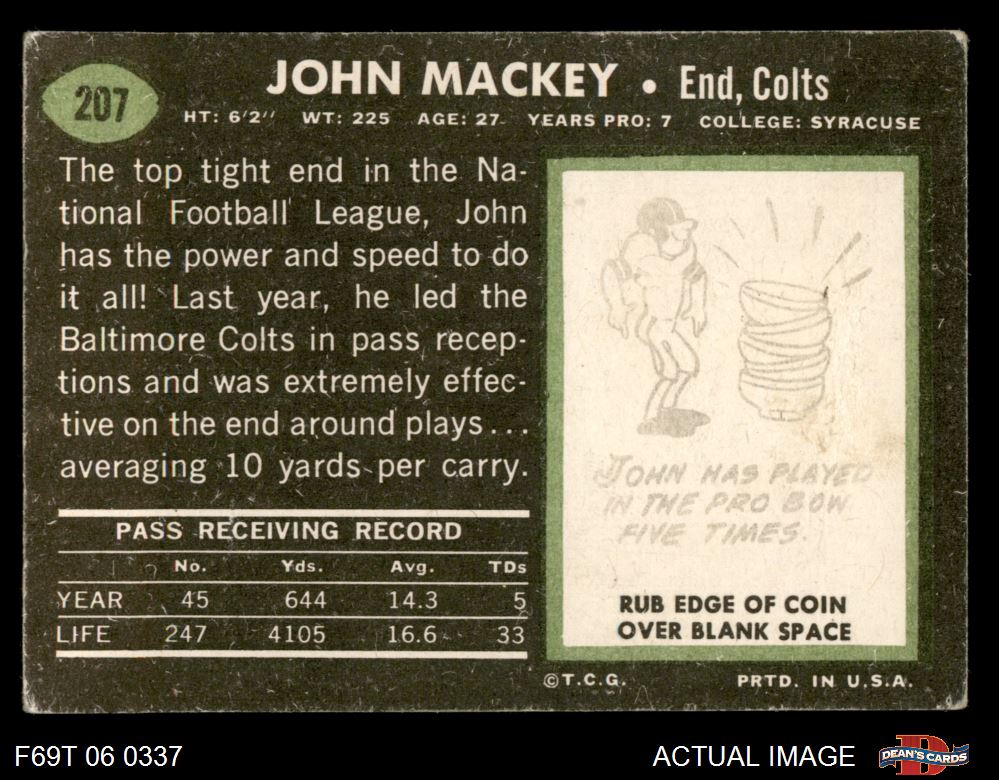 207
JOHN MACKEY • End, Colts
HT: 6'2" WT: 225 AGE: 27 YEARS PRO: 7 COLLEGE: SYRACUSE
The top tight end in the Na-
tional Football League, John
has the power and speed to do
it all! Last year, he led the
Baltimore Colts in pass recep-
tions and was extremely effec-
tive on the end around plays...
averaging 10 yards per carry.
PASS RECEIVING RECORD
No. Yds. Avg. TDs
YEAR 45 644 14.3 5
LIFE 247 4105 16.6 33
JOHN HAS PLAYED
IN THE PRO BOW
FIVE TIMES.
RUB EDGE OF COIN
OVER BLANK SPACE
©T.C.G. PRTD. IN U.S.A.
F69T 06 0337
ACTUAL IMAGE
DEAN'S CARDS